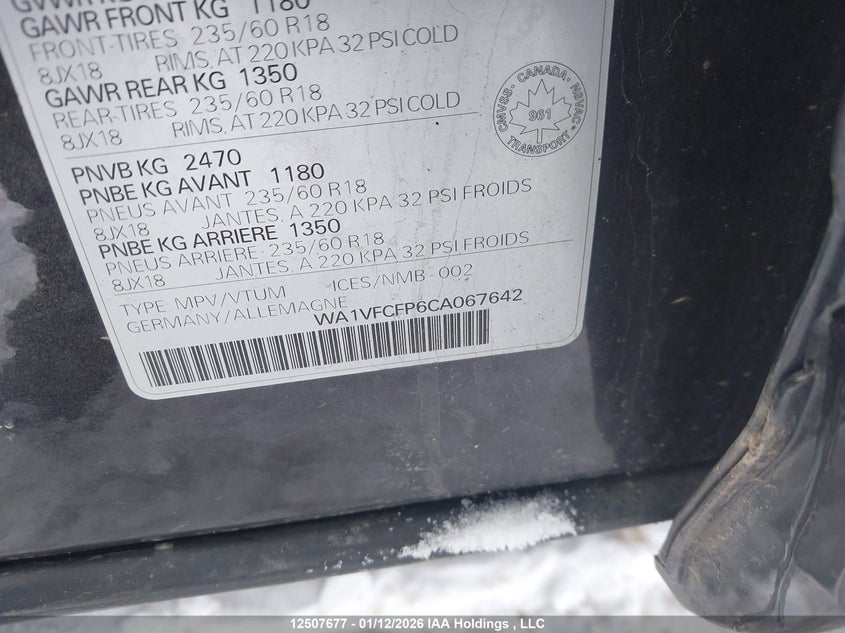 GAWR FRONT KG 1180
FRONT-TIRES 235/60 R18
8JX18 RIMS, AT 220 KPA 32 PSI COLD
GAWR REAR KG 1350
REAR-TIRES 235/60 R18
8JX18 RIMS, AT 220 KPA 32 PSI COLD
CMVSS. CANADA. NSVAC
961
TRANSPORT
PNVB KG 2470
PNBE KG AVANT 1180
PNEUS AVANT 235/60 R18
8JX18 JANTES, A 220 KPA 32 PSI FROIDS
PNBE KG ARRIERE 1350
PNEUS ARRIERE 235/60 R18
8JX18 JANTES, A 220 KPA 32 PSI FROIDS
TYPE MPV/VTUM ICES/NMB-002
GERMANY/ALLEMAGNE
WA1VFCFP6CA067642
12507677 - 01/12/2026 IAA Holdings , LLC